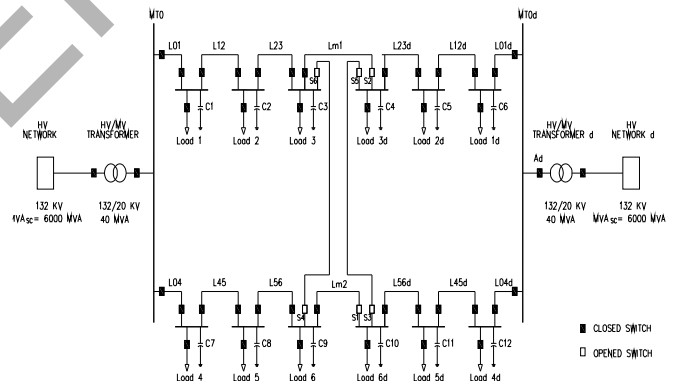 MT0 MT0d
L01 L12 L23 Lm1 L23d L12d L01d
S6 S5 S2
C1 C2 C3 C4 C5 C6
Load 1 Load 2 Load 3 Load 3d Load 2d Load 1d
HV NETWORK
HV/MV TRANSFORMER
HV/MV TRANSFORMER d
HV NETWORK d
Ad
132 KV 132/20 KV 132/20 KV 132 KV
MVAsc= 6000 MVA 40 MVA 40 MVA MVAsc= 6000 MVA
L04 L45 L56 Lm2 L56d L45d L04d
S4 S1 S3
C7 C8 C9 C10 C11 C12
Load 4 Load 5 Load 6 Load 6d Load 5d Load 4d
CLOSED SWITCH
OPENED SWITCH